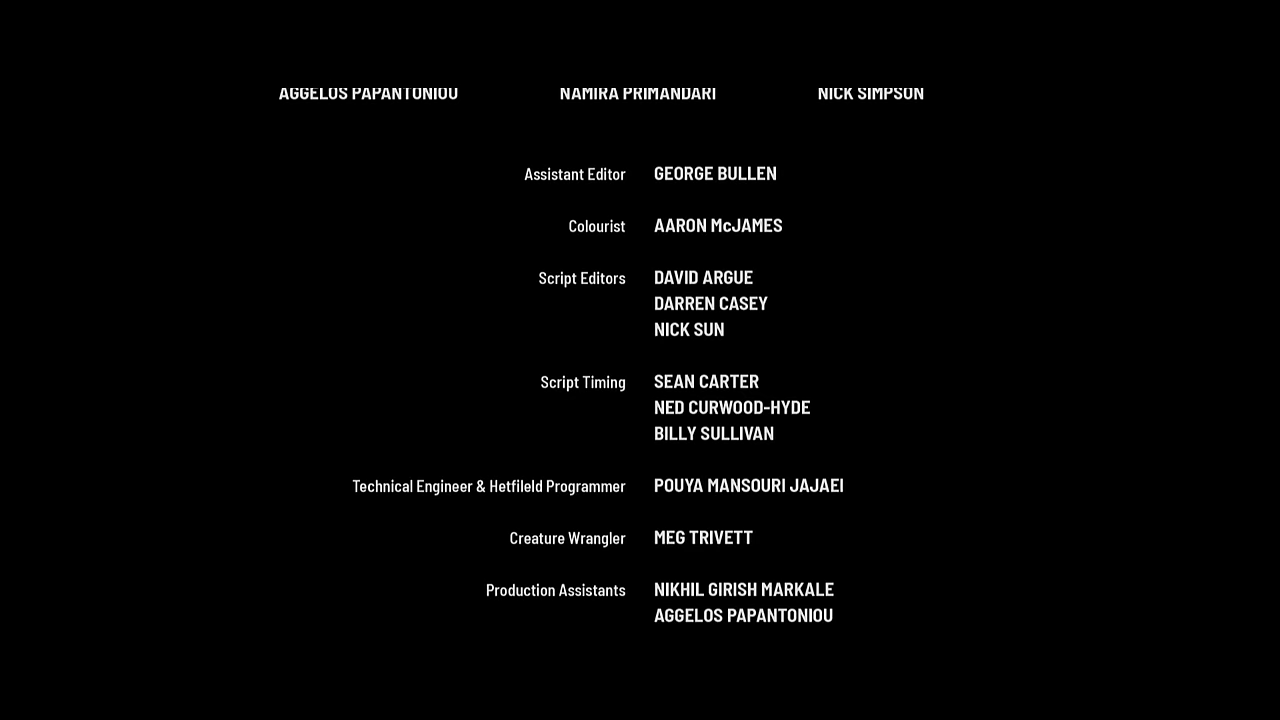 AGGELOS PAPANTONIOU NAMIRA PRIMANDARI NICK SIMPSON
Assistant Editor GEORGE BULLEN
Colourist AARON McJAMES
Script Editors DAVID ARGUE
DARREN CASEY
NICK SUN
Script Timing SEAN CARTER
NED CURWOOD-HYDE
BILLY SULLIVAN
Technical Engineer & Hetfileld Programmer POUYA MANSOURI JAJAEI
Creature Wrangler MEG TRIVETT
Production Assistants NIKHIL GIRISH MARKALE
AGGELOS PAPANTONIOU